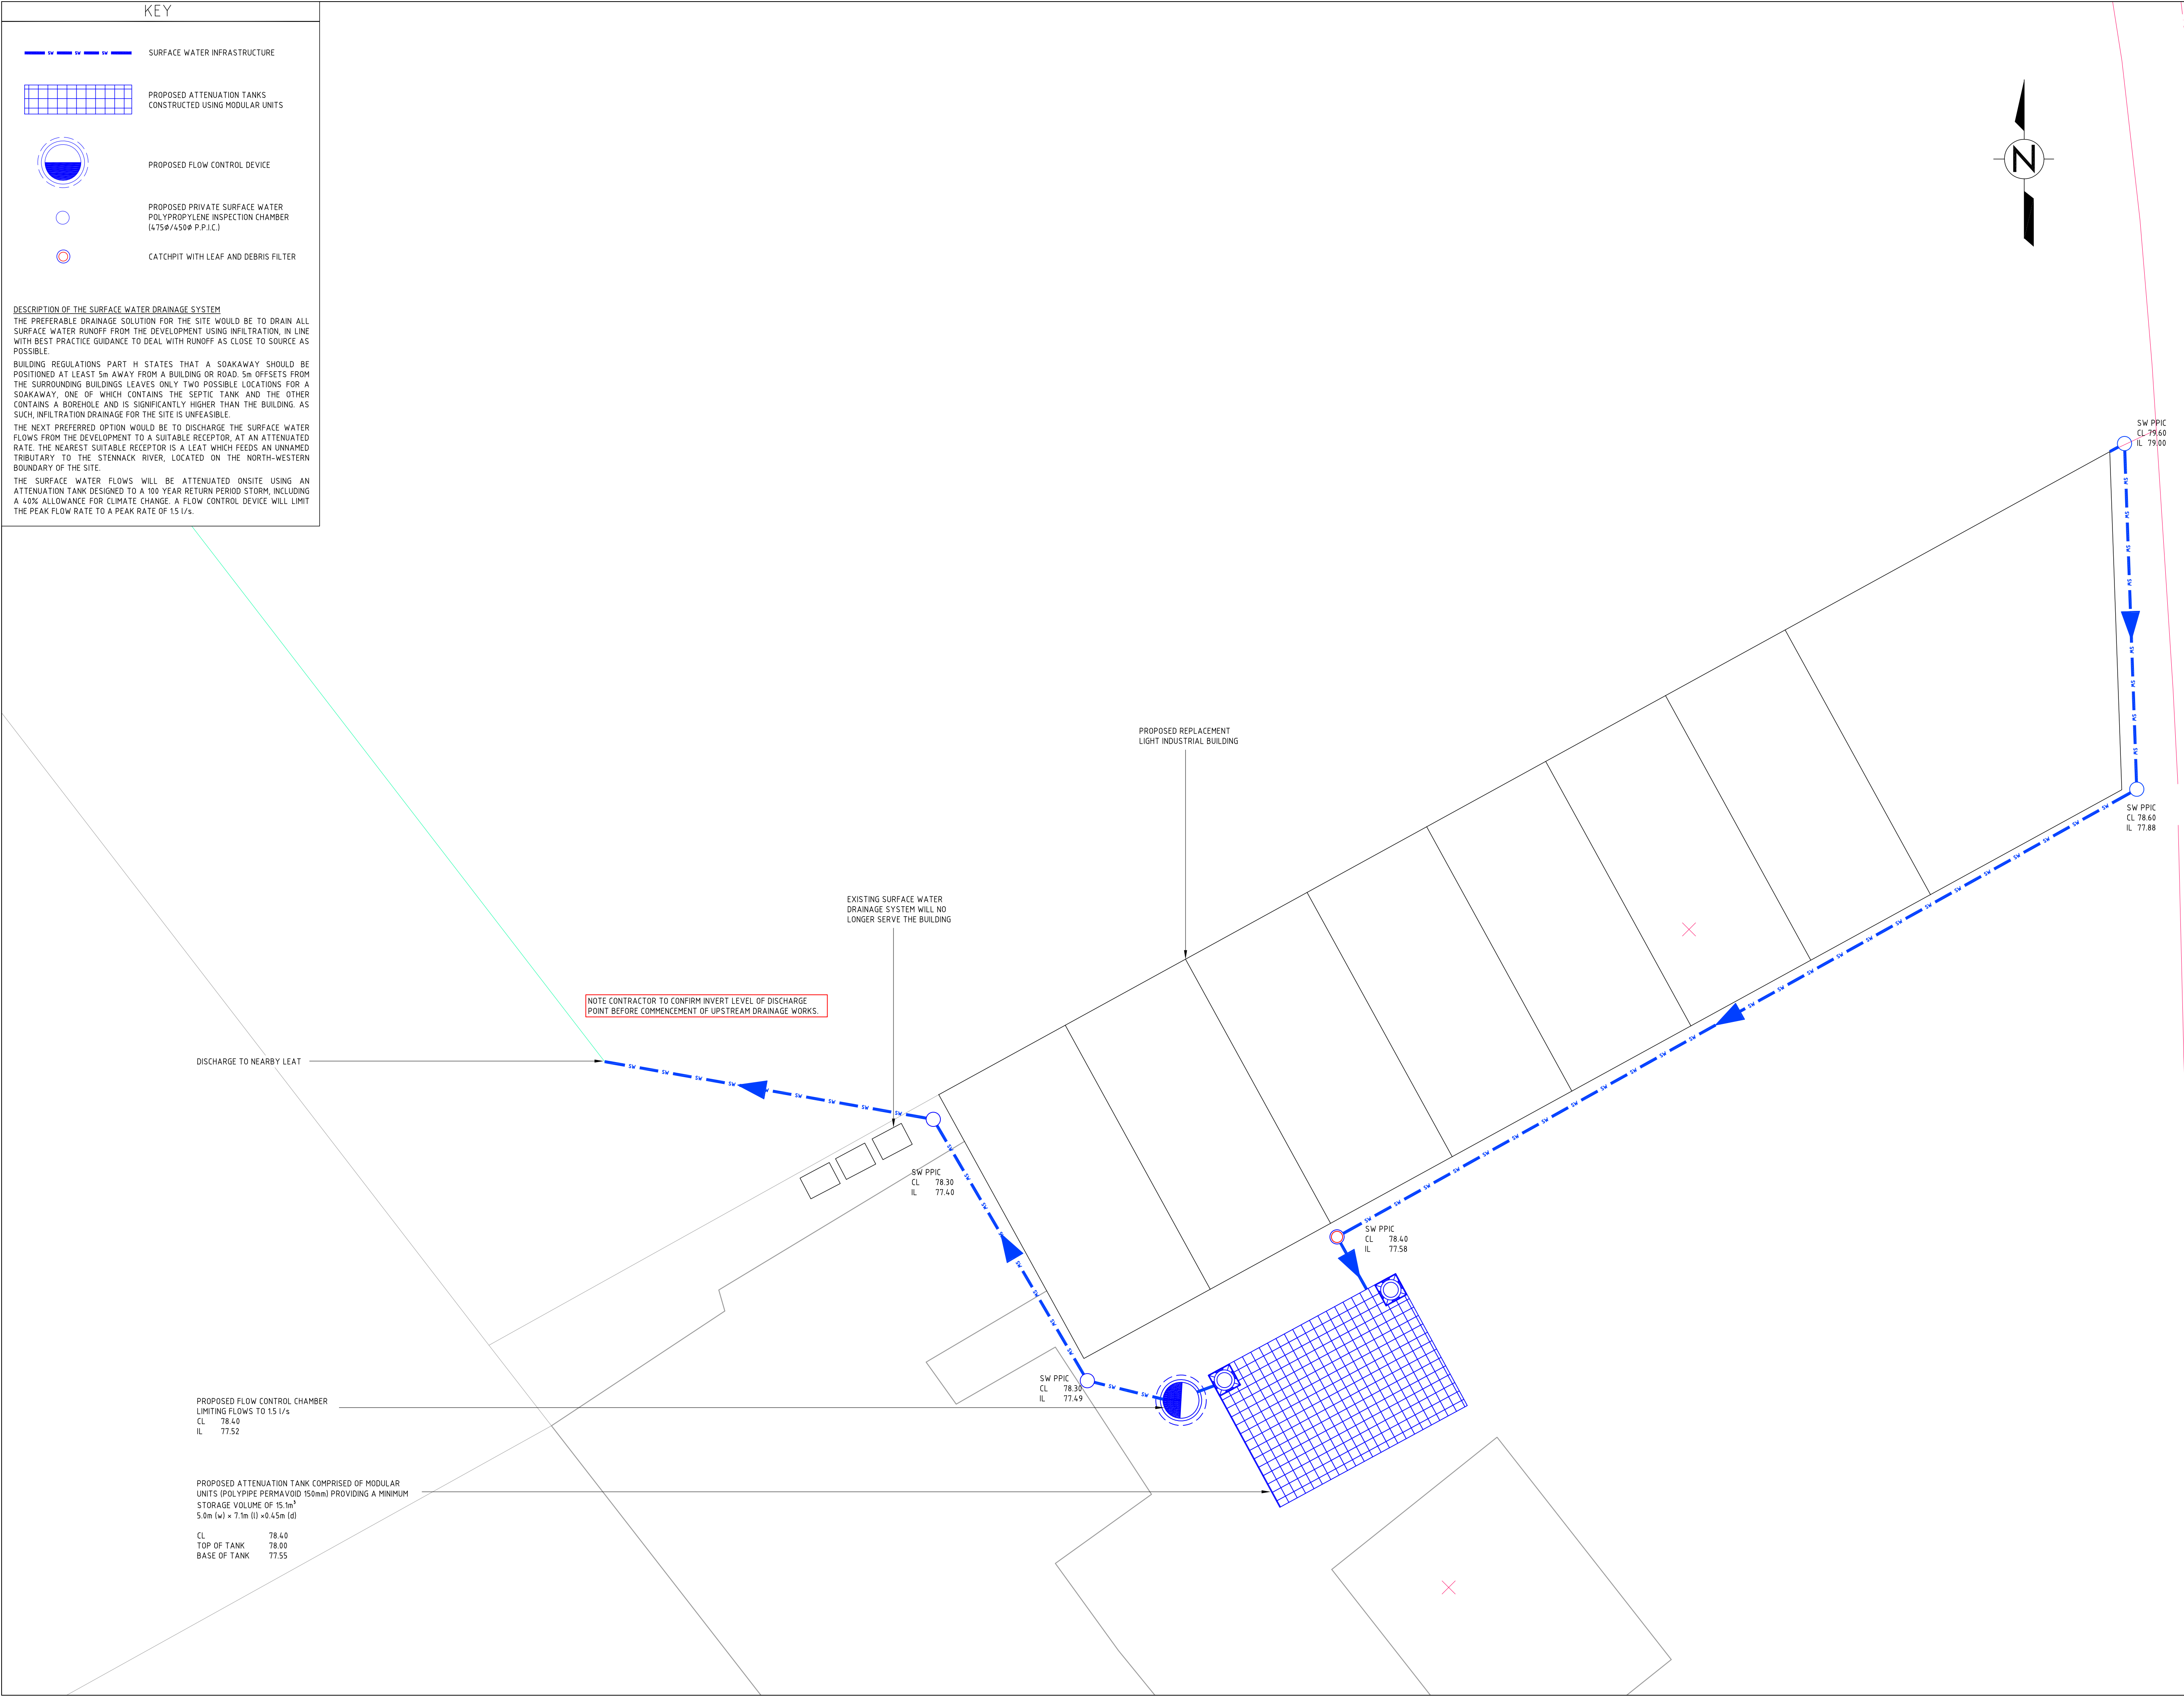 KEY
SW SW SW
SURFACE WATER INFRASTRUCTURE
PROPOSED ATTENUATION TANKS
CONSTRUCTED USING MODULAR UNITS
PROPOSED FLOW CONTROL DEVICE
PROPOSED PRIVATE SURFACE WATER
POLYPROPYLENE INSPECTION CHAMBER
(475Ø/450Ø P.P.I.C.)
CATCHPIT WITH LEAF AND DEBRIS FILTER
DESCRIPTION OF THE SURFACE WATER DRAINAGE SYSTEM
THE PREFERABLE DRAINAGE SOLUTION FOR THE SITE WOULD BE TO DRAIN ALL
SURFACE WATER RUNOFF FROM THE DEVELOPMENT USING INFILTRATION, IN LINE
WITH BEST PRACTICE GUIDANCE TO DEAL WITH RUNOFF AS CLOSE TO SOURCE AS
POSSIBLE.
BUILDING REGULATIONS PART H STATES THAT A SOAKAWAY SHOULD BE
POSITIONED AT LEAST 5m AWAY FROM A BUILDING OR ROAD. 5m OFFSETS FROM
THE SURROUNDING BUILDINGS LEAVES ONLY TWO POSSIBLE LOCATIONS FOR A
SOAKAWAY, ONE OF WHICH CONTAINS THE SEPTIC TANK AND THE OTHER
CONTAINS A BOREHOLE AND IS SIGNIFICANTLY HIGHER THAN THE BUILDING. AS
SUCH, INFILTRATION DRAINAGE FOR THE SITE IS UNFEASIBLE.
THE NEXT PREFERRED OPTION WOULD BE TO DISCHARGE THE SURFACE WATER
FLOWS FROM THE DEVELOPMENT TO A SUITABLE RECEPTOR, AT AN ATTENUATED
RATE. THE NEAREST SUITABLE RECEPTOR IS A LEAT WHICH FEEDS AN UNNAMED
TRIBUTARY TO THE STENNACK RIVER, LOCATED ON THE NORTH-WESTERN
BOUNDARY OF THE SITE.
THE SURFACE WATER FLOWS WILL BE ATTENUATED ONSITE USING AN
ATTENUATION TANK DESIGNED TO A 100 YEAR RETURN PERIOD STORM, INCLUDING
A 40% ALLOWANCE FOR CLIMATE CHANGE. A FLOW CONTROL DEVICE WILL LIMIT
THE PEAK FLOW RATE TO A PEAK RATE OF 1.5 l/s.
N
SW PPIC
CL 79.60
IL 79.00
SW PPIC
CL 78.60
IL 77.88
PROPOSED REPLACEMENT
LIGHT INDUSTRIAL BUILDING
EXISTING SURFACE WATER
DRAINAGE SYSTEM WILL NO
LONGER SERVE THE BUILDING
NOTE CONTRACTOR TO CONFIRM INVERT LEVEL OF DISCHARGE
POINT BEFORE COMMENCEMENT OF UPSTREAM DRAINAGE WORKS.
DISCHARGE TO NEARBY LEAT
SW PPIC
CL 78.30
IL 77.40
SW PPIC
CL 78.40
IL 77.58
SW PPIC
CL 78.30
IL 77.49
PROPOSED FLOW CONTROL CHAMBER
LIMITING FLOWS TO 1.5 l/s
CL 78.40
IL 77.52
PROPOSED ATTENUATION TANK COMPRISED OF MODULAR
UNITS (POLYPIPE PERMAVOID 150mm) PROVIDING A MINIMUM
STORAGE VOLUME OF 15.1m³
5.0m (w) × 7.1m (l) ×0.45m (d)
CL 78.40
TOP OF TANK 78.00
BASE OF TANK 77.55